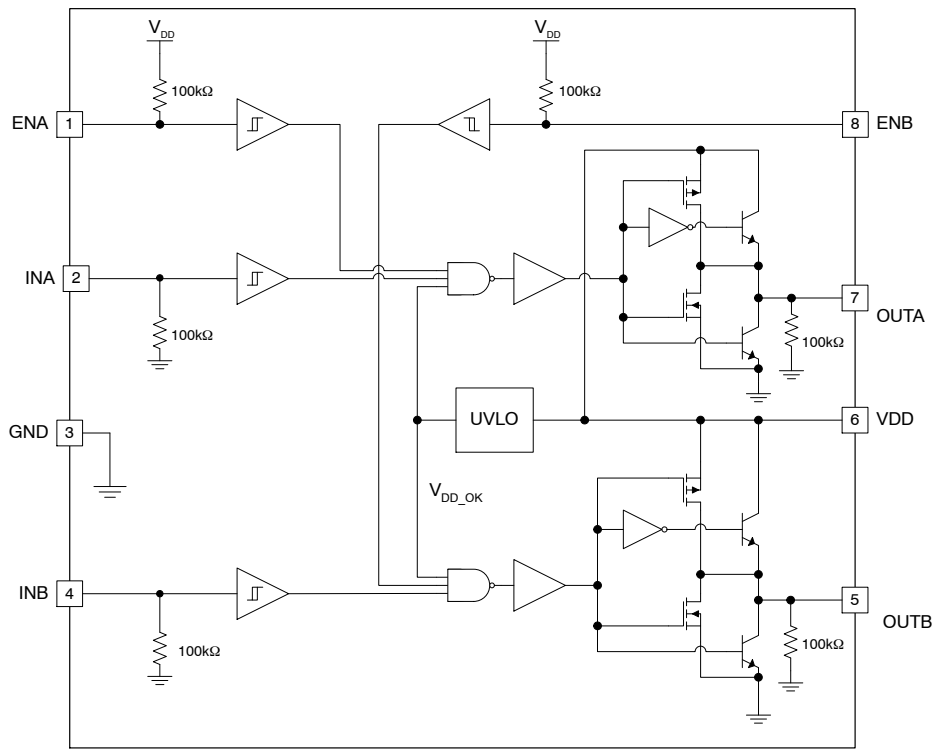 VDD
VDD
100kΩ
100kΩ
ENA
1
8
ENB
INA
2
7
OUTA
100kΩ
100kΩ
GND
3
UVLO
6
VDD
VDD_OK
INB
4
5
OUTB
100kΩ
100kΩ